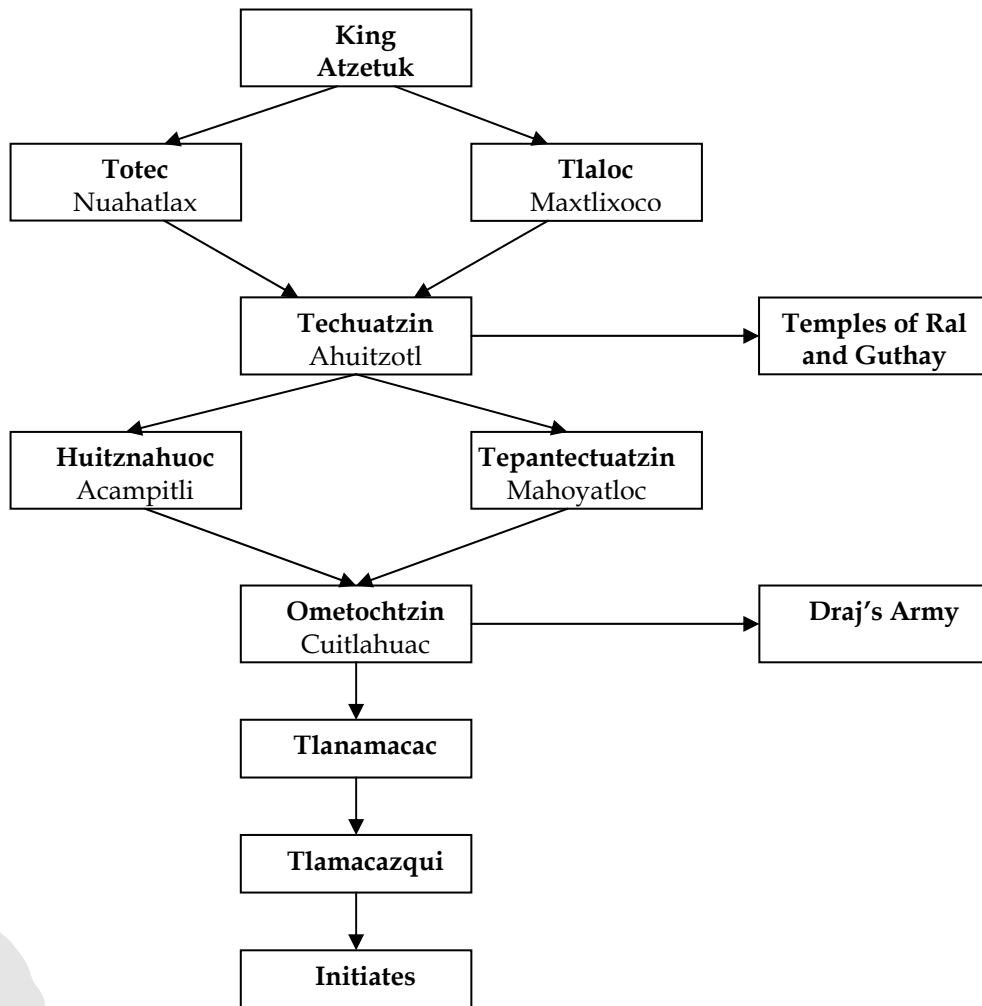 King
Atzetuk
Totec
Nuahatlax
Tlaloc
Maxtlixoco
Techuatzin
Ahuitzotl
Temples of Ral
and Guthay
Huitznahuoc
Acampitli
Tepantectuatzin
Mahoyatloc
Ometochtzin
Cuitlahuac
Draj’s Army
Tlanamacac
Tlamacazqui
Initiates